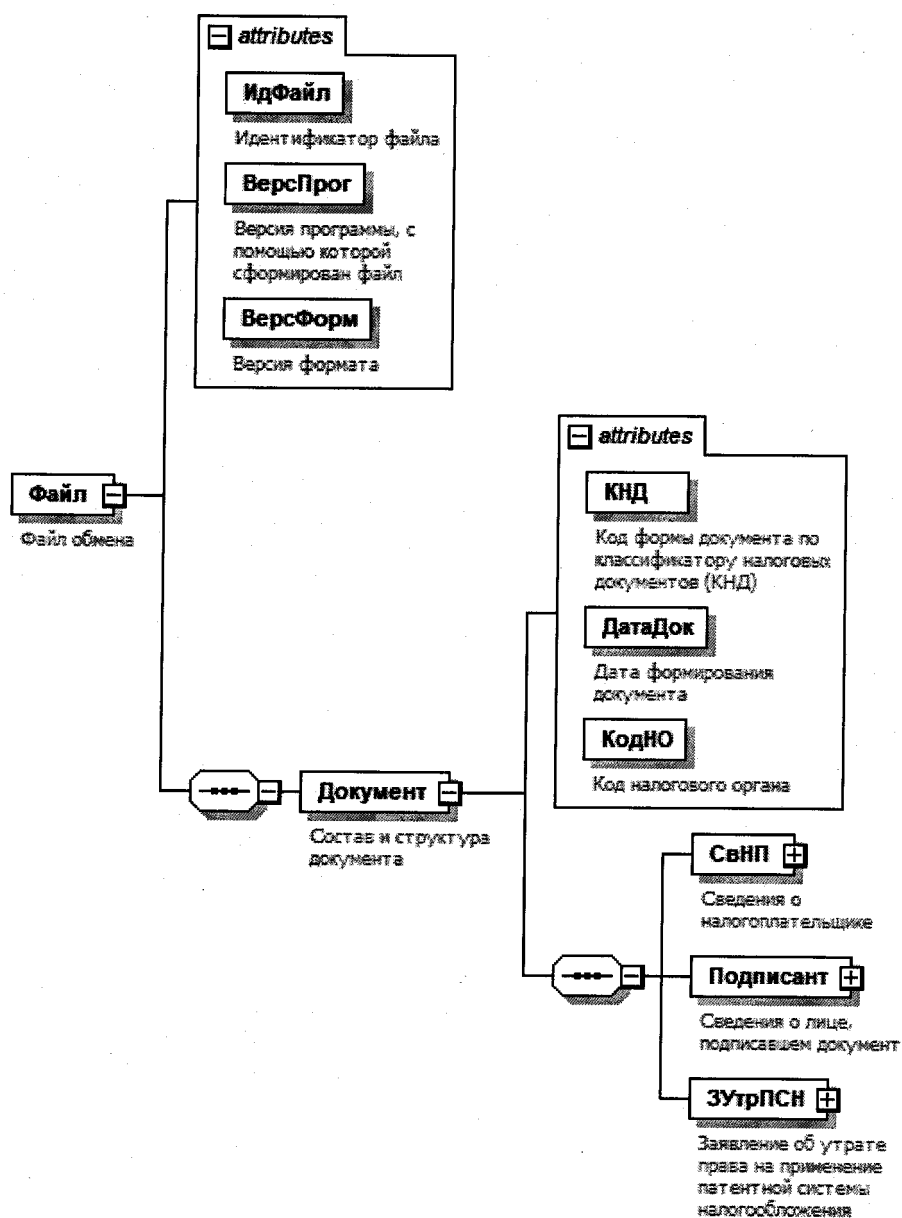 attributes
ИдФайл
Идентификатор файла
ВерсПрог
Версия программы, с
помощью которой
сформирован файл
ВерсФорм
Версия формата
Файл
Файл обмена
attributes
КНД
Код формы документа по
классификатору налоговых
документов (КНД)
ДатаДок
Дата формирования
документа
КодНО
Код налогового органа
Документ
Состав и структура
документа
СвНП
Сведения о
налогоплательщике
Подписант
Сведения о лице,
подписавшем документ
ЗУтрПСН
Заявление об утрате
права на применение
патентной системы
налогообложения